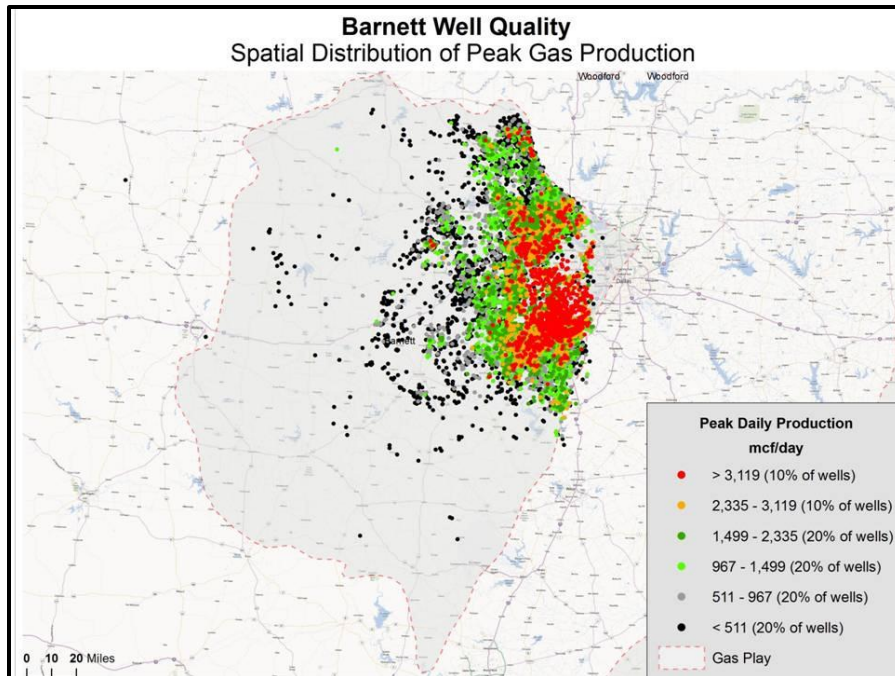 Barnett Well Quality
Spatial Distribution of Peak Gas Production
Woodford Woodford
Dallas
Barnett
Peak Daily Production
mcf/day
> 3,119 (10% of wells)
2,335 - 3,119 (10% of wells)
1,499 - 2,335 (20% of wells)
967 - 1,499 (20% of wells)
511 - 967 (20% of wells)
< 511 (20% of wells)
Gas Play
0 10 20 Miles